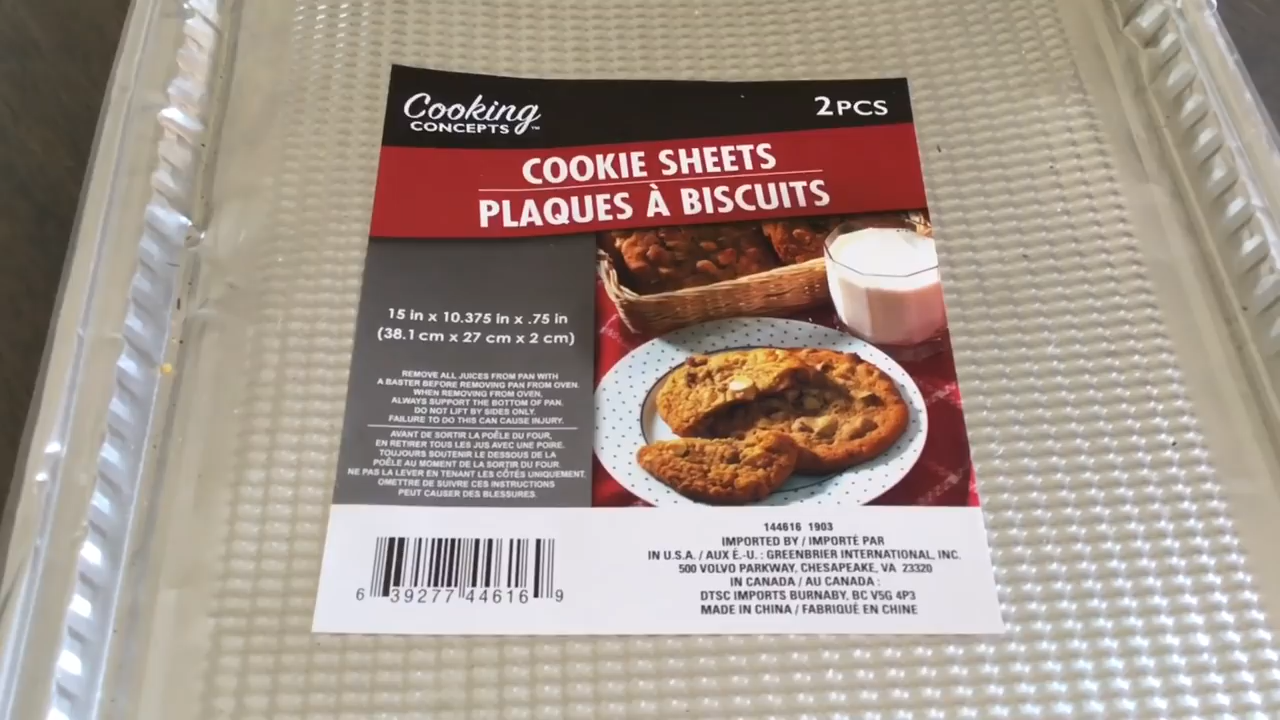 Cooking
CONCEPTS™
2PCS
COOKIE SHEETS
PLAQUES À BISCUITS
15 in x 10.375 in x .75 in
(38.1 cm x 27 cm x 2 cm)
REMOVE ALL JUICES FROM PAN WITH
A BASTER BEFORE REMOVING PAN FROM OVEN.
WHEN REMOVING FROM OVEN,
ALWAYS SUPPORT THE BOTTOM OF PAN.
DO NOT LIFT BY SIDES ONLY.
FAILURE TO DO THIS CAN CAUSE INJURY.
AVANT DE SORTIR LA POÊLE DU FOUR,
EN RETIRER TOUS LES JUS AVEC UNE POIRE.
TOUJOURS SOUTENIR LE DESSOUS DE LA
POÊLE AU MOMENT DE LA SORTIR DU FOUR.
NE PAS LA LEVER EN TENANT LES CÔTÉS UNIQUEMENT.
OMETTRE DE SUIVRE CES INSTRUCTIONS
PEUT CAUSER DES BLESSURES.
6 39277 44616 9
144616 1903
IMPORTED BY / IMPORTÉ PAR
IN U.S.A. / AUX É.-U. : GREENBRIER INTERNATIONAL, INC.
500 VOLVO PARKWAY, CHESAPEAKE, VA 23320
IN CANADA / AU CANADA :
DTSC IMPORTS BURNABY, BC V5G 4P3
MADE IN CHINA / FABRIQUÉ EN CHINE